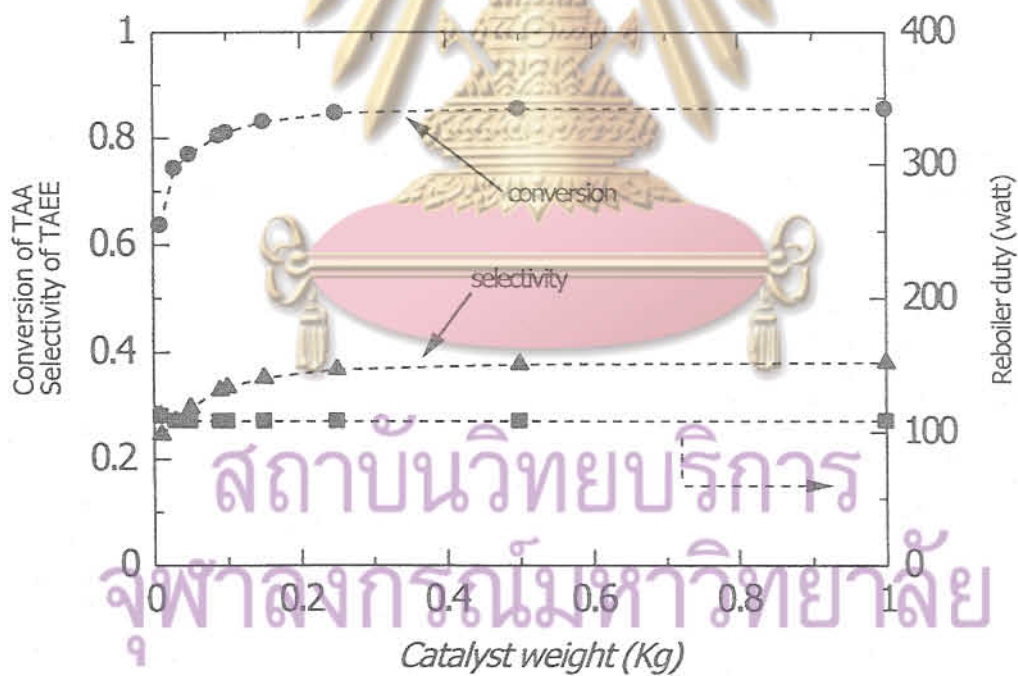 1
0.8
0.6
0.4
0.2
0
400
300
200
100
0
Conversion of TAA
Selectivity of TAEE
Reboiler duty (watt)
conversion
selectivity
สถาบันวิทยบริการ
จุฬาลงกรณ์มหาวิทยาลัย
0 0.2 0.4 0.6 0.8 1
Catalyst weight (Kg)